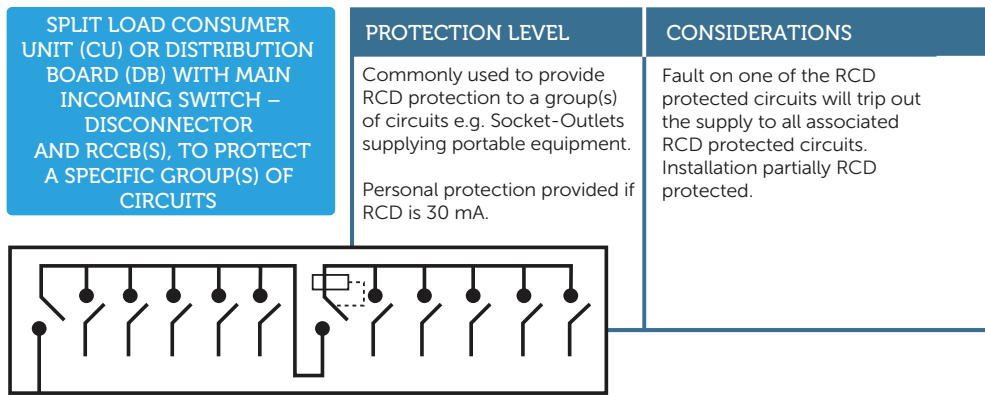 SPLIT LOAD CONSUMER
UNIT (CU) OR DISTRIBUTION
BOARD (DB) WITH MAIN
INCOMING SWITCH –
DISCONNECTOR
AND RCCB(S), TO PROTECT
A SPECIFIC GROUP(S) OF
CIRCUITS
PROTECTION LEVEL
Commonly used to provide
RCD protection to a group(s)
of circuits e.g. Socket-Outlets
supplying portable equipment.
Personal protection provided if
RCD is 30 mA.
CONSIDERATIONS
Fault on one of the RCD
protected circuits will trip out
the supply to all associated
RCD protected circuits.
Installation partially RCD
protected.